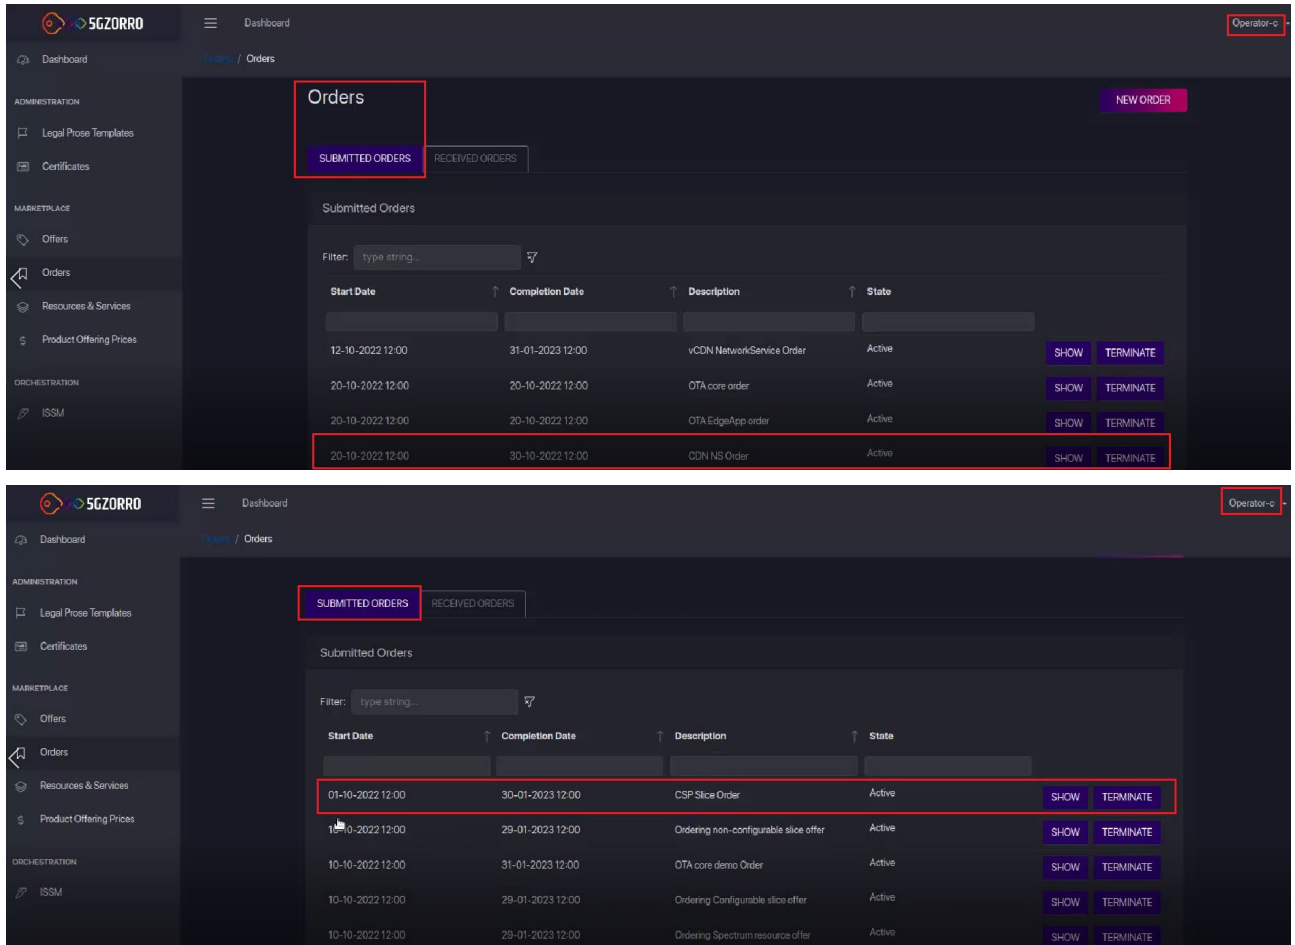 5GZORRO Dashboard Operator-c
Dashboard
/ Orders
ADMINISTRATION
Legal Prose Templates
Certificates
MARKETPLACE
Offers
Orders
Resources & Services
Product Offering Prices
ORCHESTRATION
ISSM
Orders
NEW ORDER
SUBMITTED ORDERS RECEIVED ORDERS
Submitted Orders
Filter: type string...
Start Date Completion Date Description State
12-10-2022 12:00 31-01-2023 12:00 vCDN NetworkService Order Active SHOW TERMINATE
20-10-2022 12:00 20-10-2022 12:00 OTA core order Active SHOW TERMINATE
20-10-2022 12:00 20-10-2022 12:00 OTA EdgeApp order Active SHOW TERMINATE
20-10-2022 12:00 30-10-2022 12:00 CDN NS Order Active SHOW TERMINATE
5GZORRO Dashboard Operator-c
Dashboard
/ Orders
ADMINISTRATION
Legal Prose Templates
Certificates
MARKETPLACE
Offers
Orders
Resources & Services
Product Offering Prices
ORCHESTRATION
ISSM
SUBMITTED ORDERS RECEIVED ORDERS
Submitted Orders
Filter: type string...
Start Date Completion Date Description State
01-10-2022 12:00 30-01-2023 12:00 CSP Slice Order Active SHOW TERMINATE
10-10-2022 12:00 29-01-2023 12:00 Ordering non-configurable slice offer Active SHOW TERMINATE
10-10-2022 12:00 31-01-2023 12:00 OTA core demo Order Active SHOW TERMINATE
10-10-2022 12:00 29-01-2023 12:00 Ordering Configurable slice offer Active SHOW TERMINATE
10-10-2022 12:00 29-01-2023 12:00 Ordering Spectrum resource offer Active SHOW TERMINATE